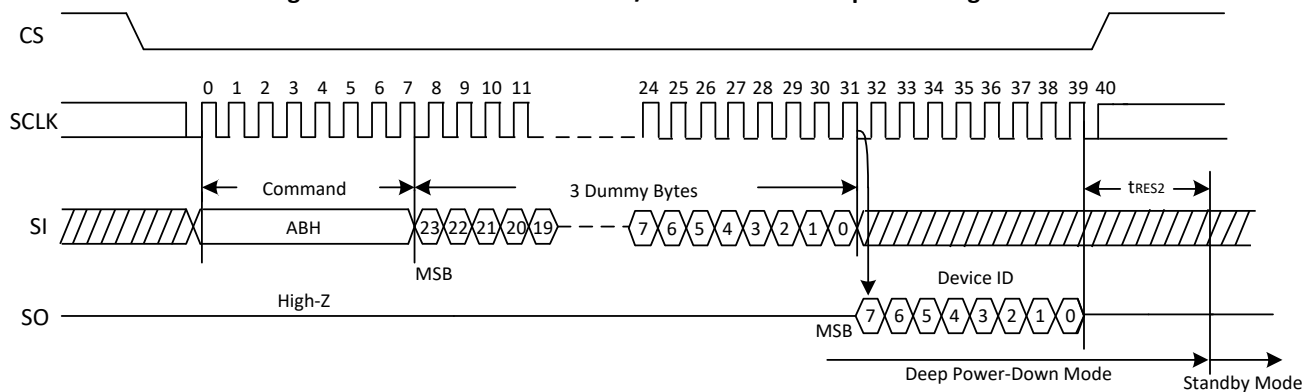 CS
0 1 2 3 4 5 6 7 8 9 10 11 24 25 26 27 28 29 30 31 32 33 34 35 36 37 38 39 40
SCLK
Command 3 Dummy Bytes tRES2
SI ABH 23 22 21 20 19 7 6 5 4 3 2 1 0
MSB Device ID
High-Z
SO 7 6 5 4 3 2 1 0
MSB
Deep Power-Down Mode Standby Mode